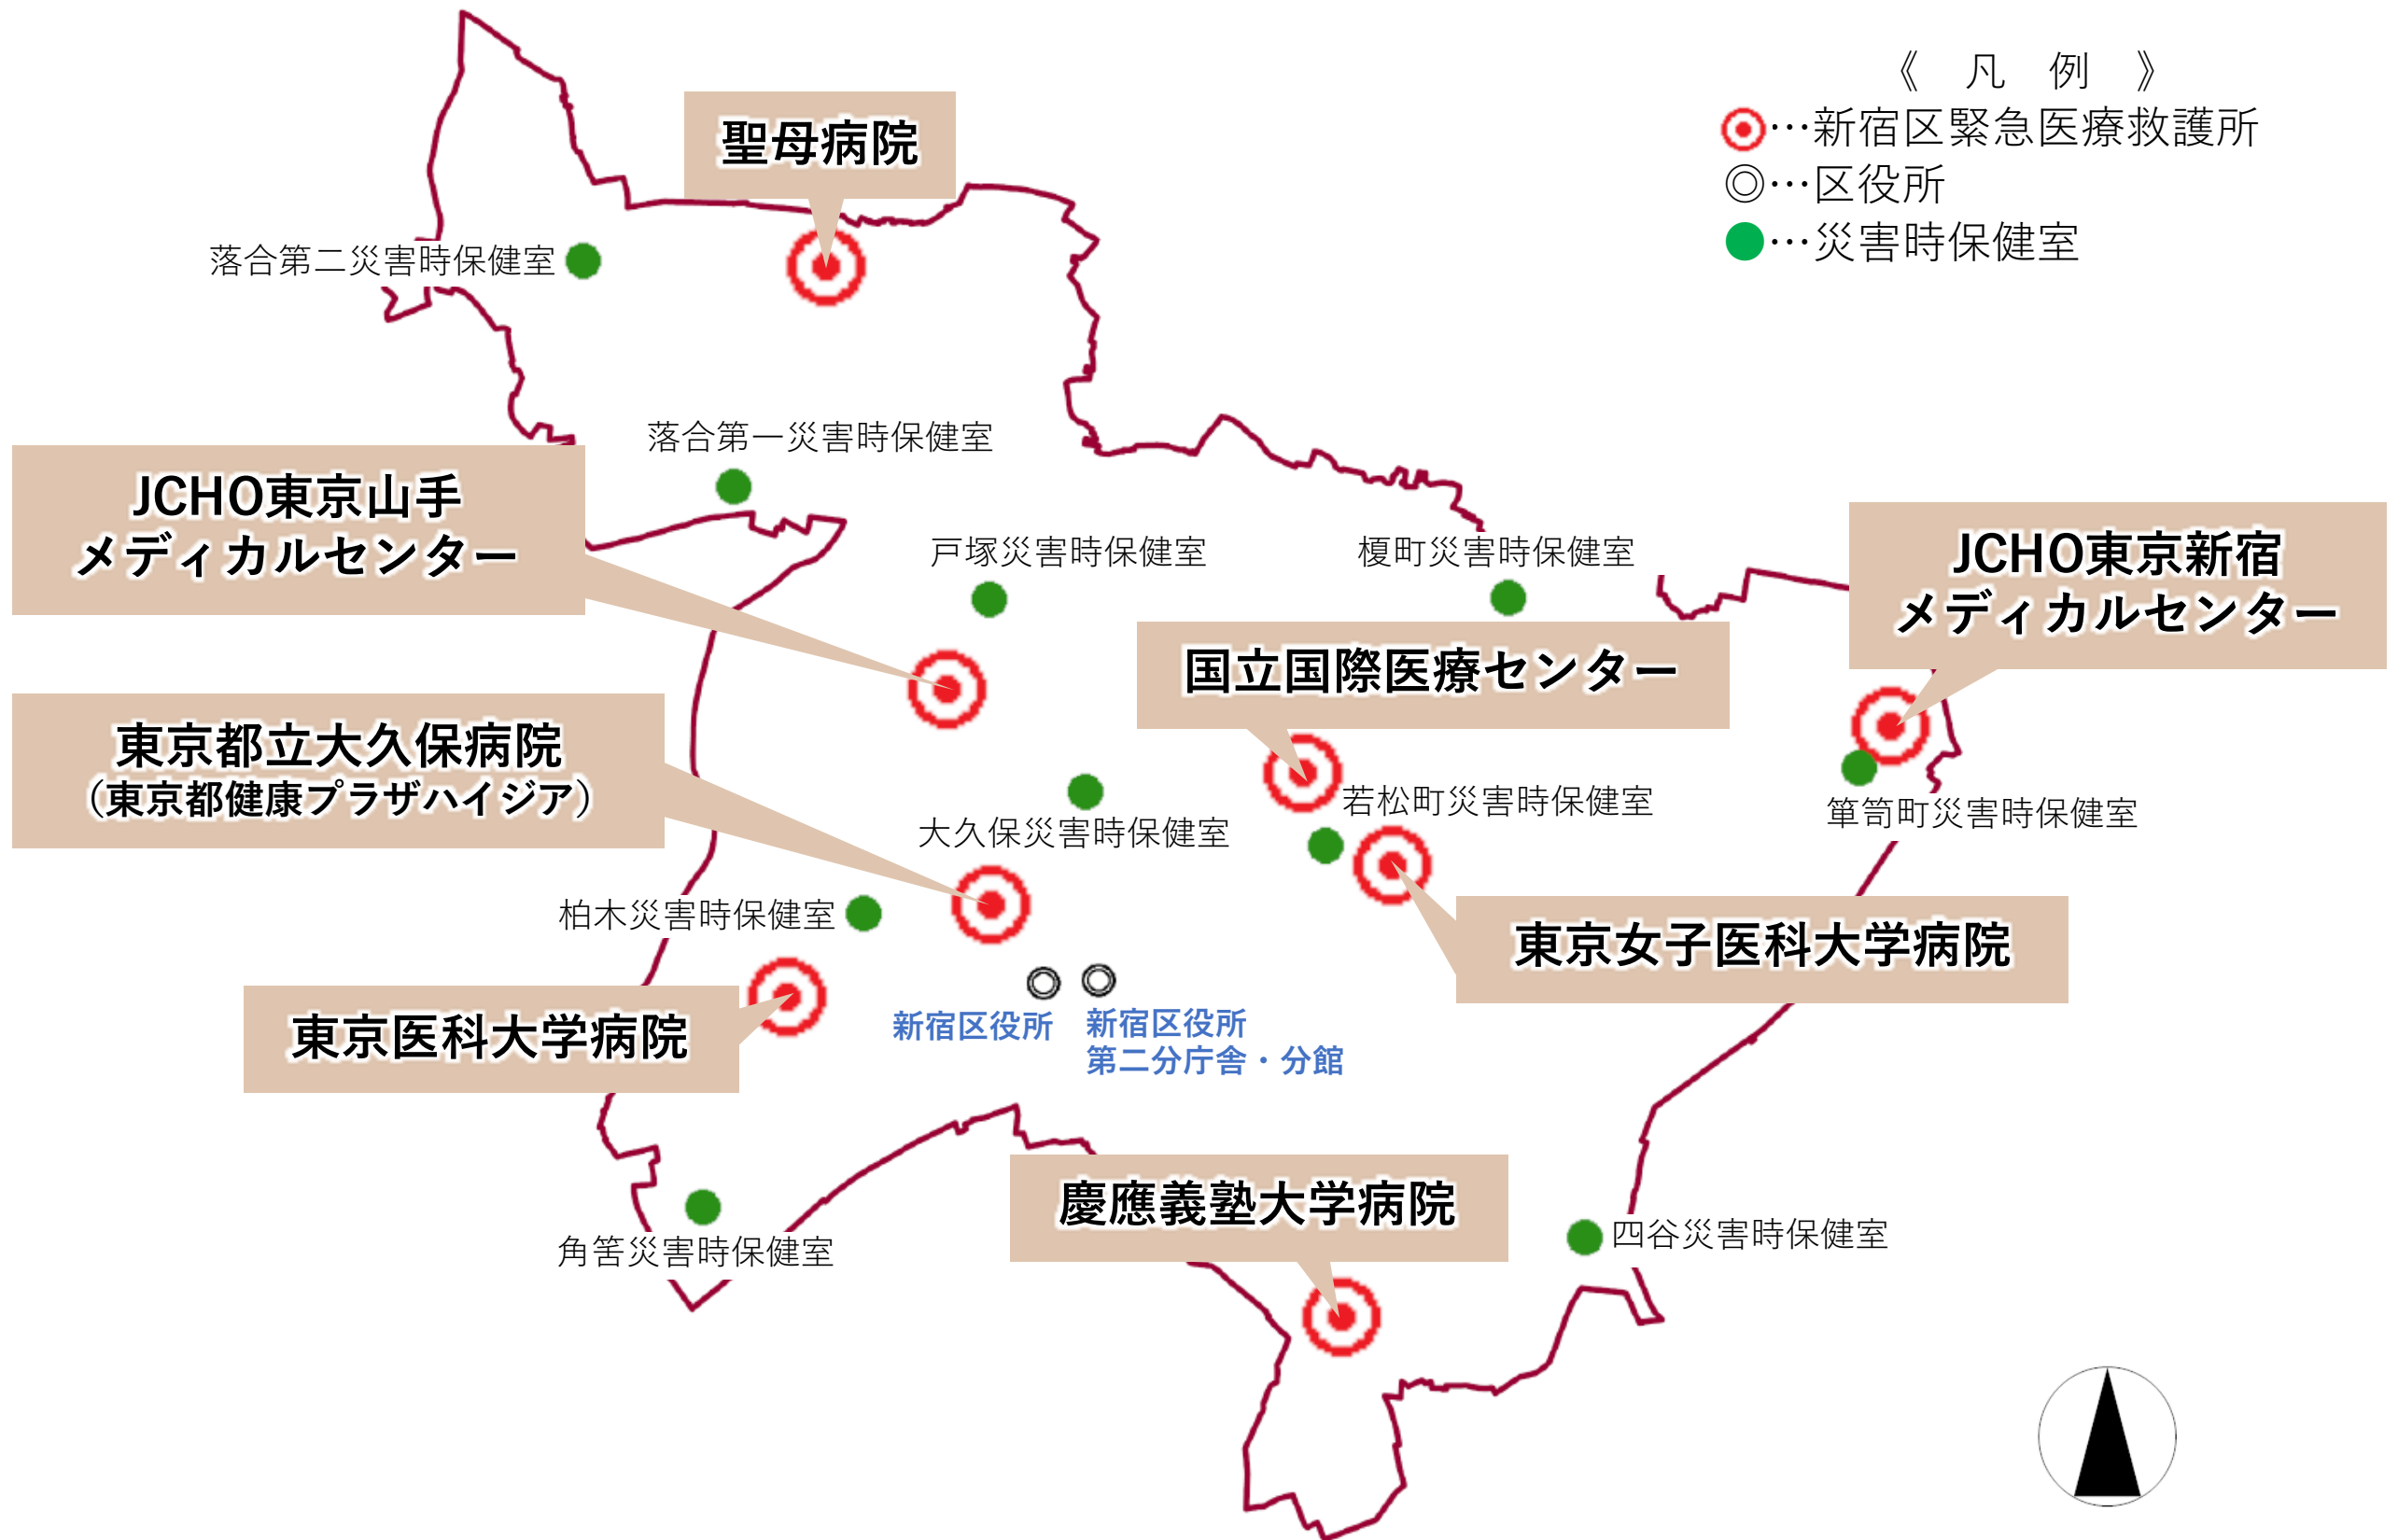 《　凡　例　》
…新宿区緊急医療救護所
◎…区役所
…災害時保健室
聖母病院
落合第二災害時保健室
落合第一災害時保健室
JCHO東京山手
メディカルセンター
戸塚災害時保健室
榎町災害時保健室
JCHO東京新宿
メディカルセンター
国立国際医療センター
東京都立大久保病院
（東京都健康プラザハイジア）
大久保災害時保健室
若松町災害時保健室
箪笥町災害時保健室
柏木災害時保健室
東京女子医科大学病院
東京医科大学病院
新宿区役所
新宿区役所
第二分庁舎・分館
慶應義塾大学病院
角筈災害時保健室
四谷災害時保健室